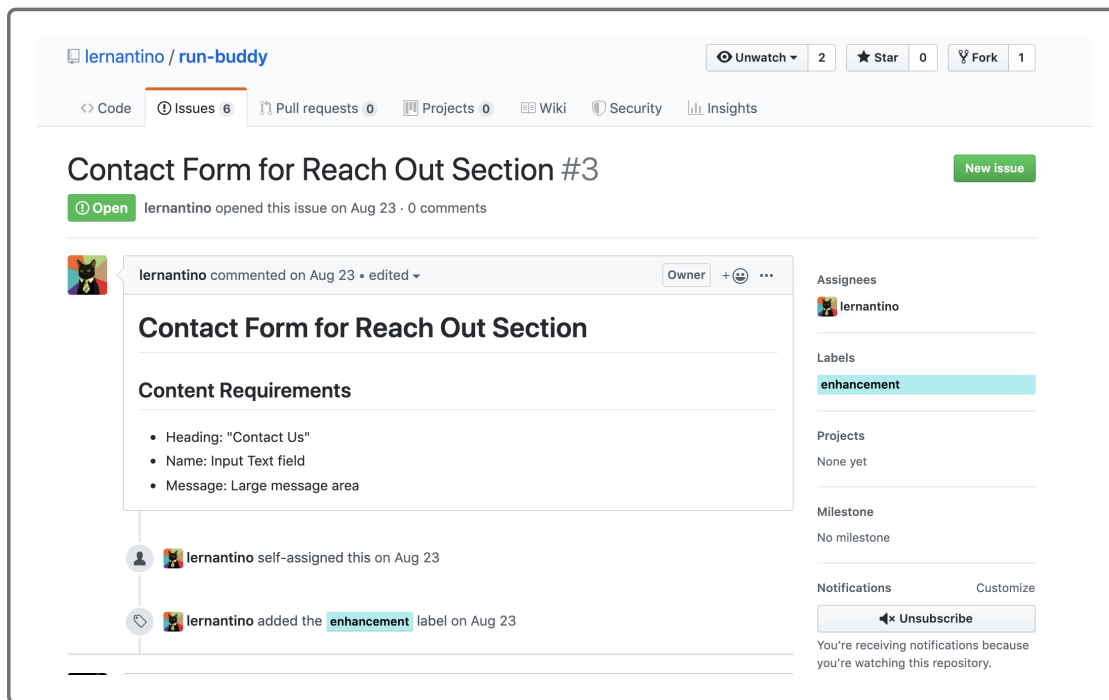 lernantino / run-buddy
Unwatch 2 Star 0 Fork 1
Code Issues 6 Pull requests 0 Projects 0 Wiki Security Insights
Contact Form for Reach Out Section #3
New issue
Open lernantino opened this issue on Aug 23 · 0 comments
lernantino commented on Aug 23 • edited
Owner
Contact Form for Reach Out Section
Content Requirements
• Heading: "Contact Us"
• Name: Input Text field
• Message: Large message area
lernantino self-assigned this on Aug 23
lernantino added the enhancement label on Aug 23
Assignees
lernantino
Labels
enhancement
Projects
None yet
Milestone
No milestone
Notifications Customize
Unsubscribe
You're receiving notifications because
you're watching this repository.